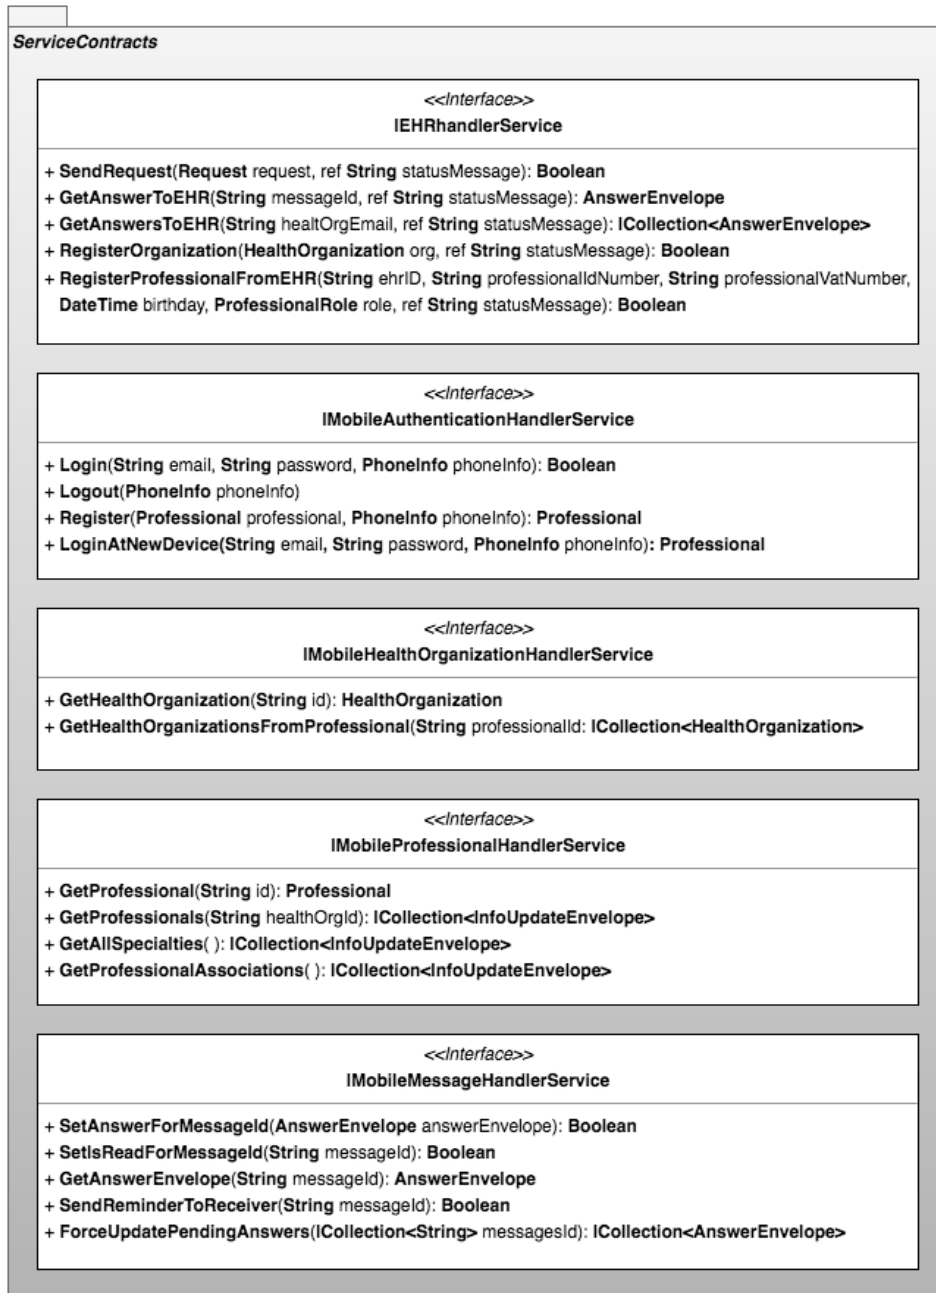 ServiceContracts
<<Interface>>
IEHRhandlerService
+ SendRequest(Request request, ref String statusMessage): Boolean
+ GetAnswerToEHR(String messageId, ref String statusMessage): AnswerEnvelope
+ GetAnswersToEHR(String healtOrgEmail, ref String statusMessage): ICollection<AnswerEnvelope>
+ RegisterOrganization(HealthOrganization org, ref String statusMessage): Boolean
+ RegisterProfessionalFromEHR(String ehrID, String professionalIdNumber, String professionalVatNumber,
DateTime birthday, ProfessionalRole role, ref String statusMessage): Boolean
<<Interface>>
IMobileAuthenticationHandlerService
+ Login(String email, String password, PhoneInfo phoneInfo): Boolean
+ Logout(PhoneInfo phoneInfo)
+ Register(Professional professional, PhoneInfo phoneInfo): Professional
+ LoginAtNewDevice(String email, String password, PhoneInfo phoneInfo): Professional
<<Interface>>
IMobileHealthOrganizationHandlerService
+ GetHealthOrganization(String id): HealthOrganization
+ GetHealthOrganizationsFromProfessional(String professionalId: ICollection<HealthOrganization>
<<Interface>>
IMobileProfessionalHandlerService
+ GetProfessional(String id): Professional
+ GetProfessionals(String healthOrgId): ICollection<InfoUpdateEnvelope>
+ GetAllSpecialties( ): ICollection<InfoUpdateEnvelope>
+ GetProfessionalAssociations( ): ICollection<InfoUpdateEnvelope>
<<Interface>>
IMobileMessageHandlerService
+ SetAnswerForMessageId(AnswerEnvelope answerEnvelope): Boolean
+ SetIsReadForMessageId(String messageId): Boolean
+ GetAnswerEnvelope(String messageId): AnswerEnvelope
+ SendReminderToReceiver(String messageId): Boolean
+ ForceUpdatePendingAnswers(ICollection<String> messagesId): ICollection<AnswerEnvelope>